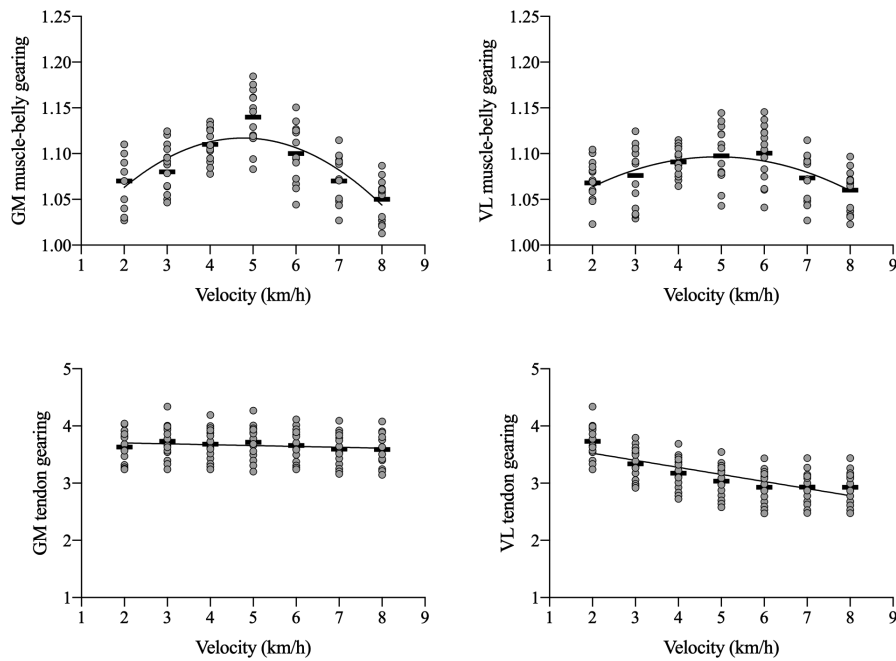 GM muscle-belly gearing
1.25
1.20
1.15
1.10
1.05
1.00
1 2 3 4 5 6 7 8 9
Velocity (km/h)
VL muscle-belly gearing
1.25
1.20
1.15
1.10
1.05
1.00
1 2 3 4 5 6 7 8 9
Velocity (km/h)
GM tendon gearing
5
4
3
2
1
1 2 3 4 5 6 7 8 9
Velocity (km/h)
VL tendon gearing
5
4
3
2
1
1 2 3 4 5 6 7 8 9
Velocity (km/h)